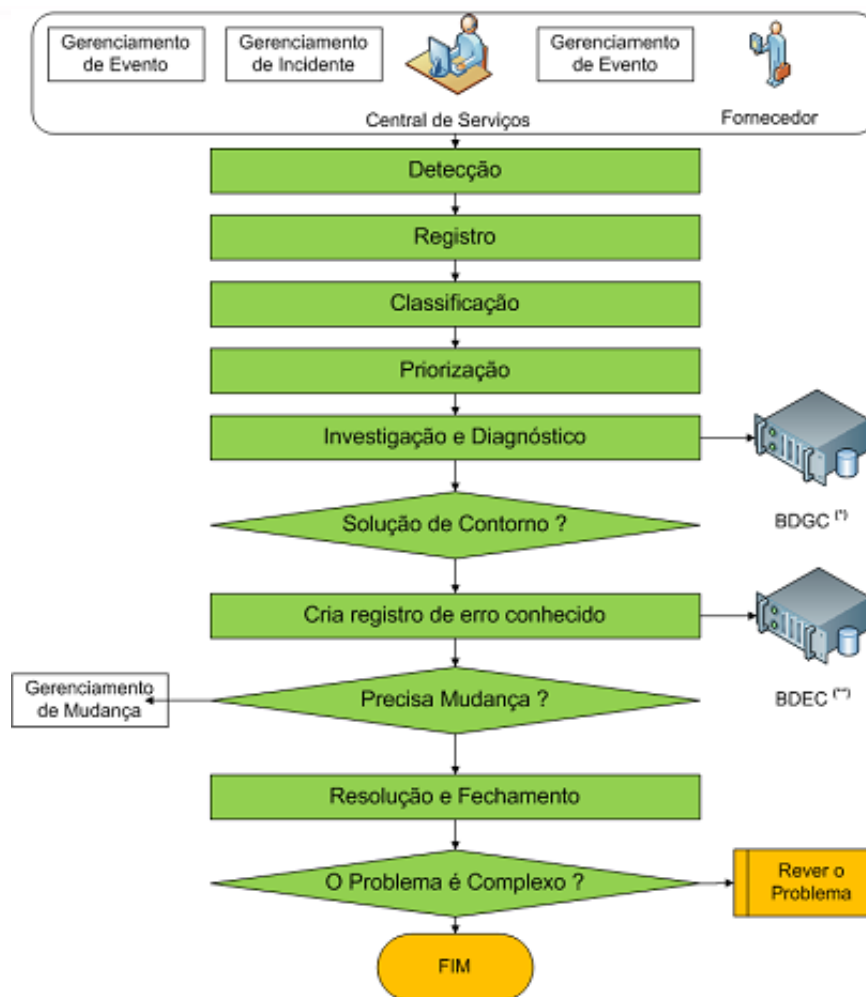 Gerenciamento
de Evento
Gerenciamento
de Incidente
Gerenciamento
de Evento
Central de Serviços
Fornecedor
Detecção
Registro
Classificação
Priorização
Investigação e Diagnóstico
BDGC (*)
Solução de Contorno ?
Cria registro de erro conhecido
BDEC (**)
Precisa Mudança ?
Gerenciamento
de Mudança
Resolução e Fechamento
O Problema é Complexo ?
Rever o
Problema
FIM